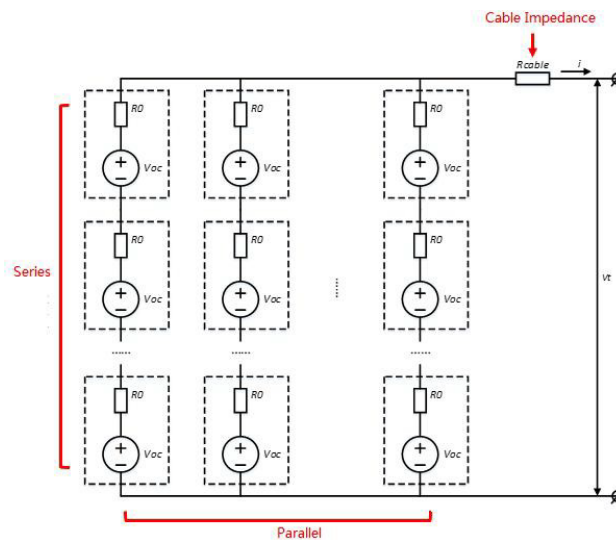 Cable Impedance
Rcable
i
R0
R0
R0
Voc
Voc
Voc
R0
R0
R0
Series
Voc
Voc
Voc
Vt
......
......
......
......
R0
R0
R0
Voc
Voc
Voc
Parallel